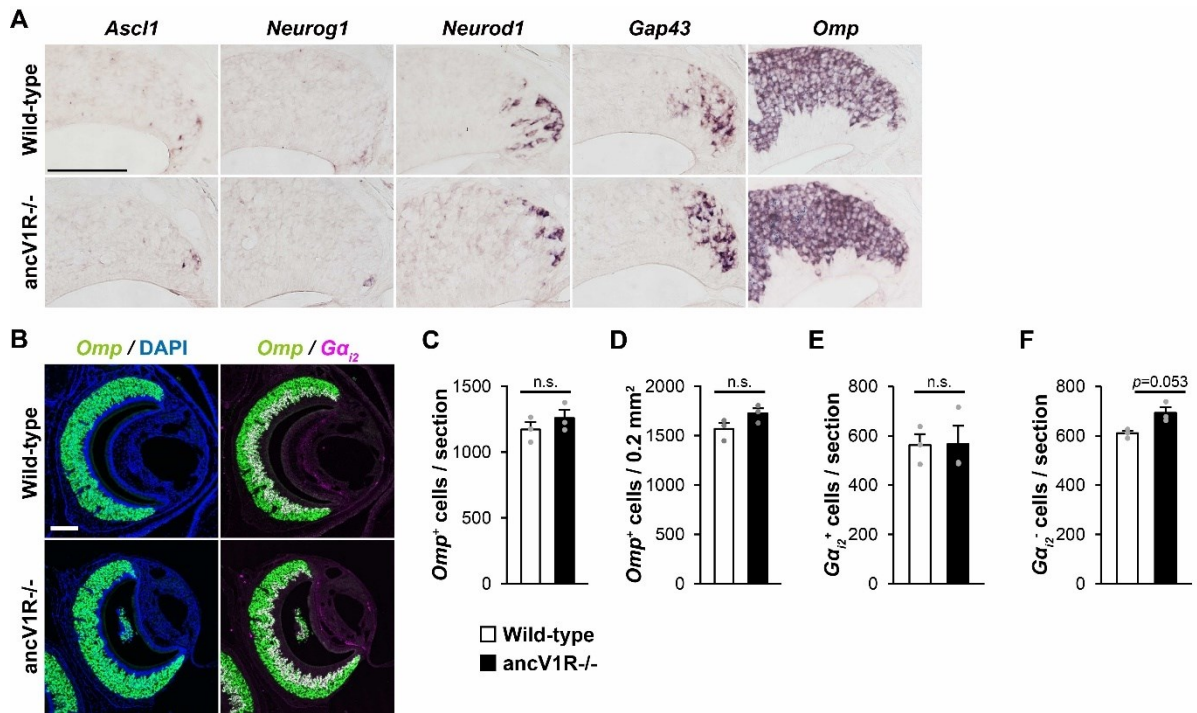 A
Ascl1 Neurog1 Neurod1 Gap43 Omp
Wild-type
ancV1R-/-
B
Omp / DAPI Omp / Gαi2
Wild-type
ancV1R-/-
C
n.s.
1500
1000
500
0
Omp+ cells / section
D
n.s.
2000
1500
1000
500
0
Omp+ cells / 0.2 mm²
E
n.s.
800
600
400
200
0
Gαi2+ cells / section
F
p=0.053
800
600
400
200
0
Gαi2- cells / section
Wild-type
ancV1R-/-